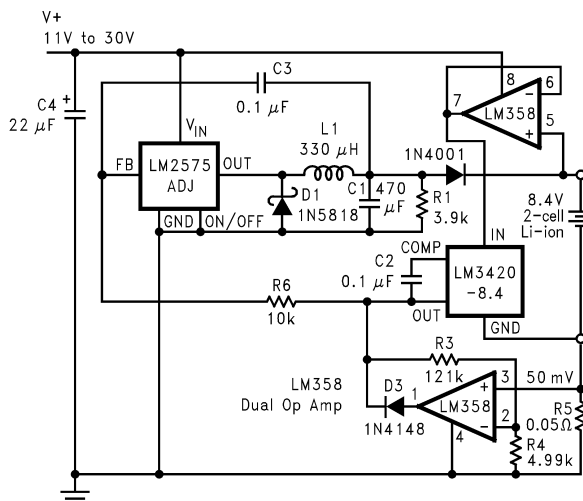 V+
11V to 30V
C4
+
22 μF
C3
0.1 μF
VIN
FB
LM2575
ADJ
OUT
GND
ON/OFF
L1
330 μH
D1
1N5818
C1
470
μF
1N4001
R1
3.9k
8
7
6
5
LM358
−
+
8.4V
2-cell
Li-ion
IN
COMP
LM3420
-8.4
OUT
GND
C2
0.1 μF
R6
10k
R3
121k
LM358
Dual Op Amp
D3
1N4148
1
LM358
+
−
3
2
4
50 mV
R5
0.05Ω
R4
4.99k